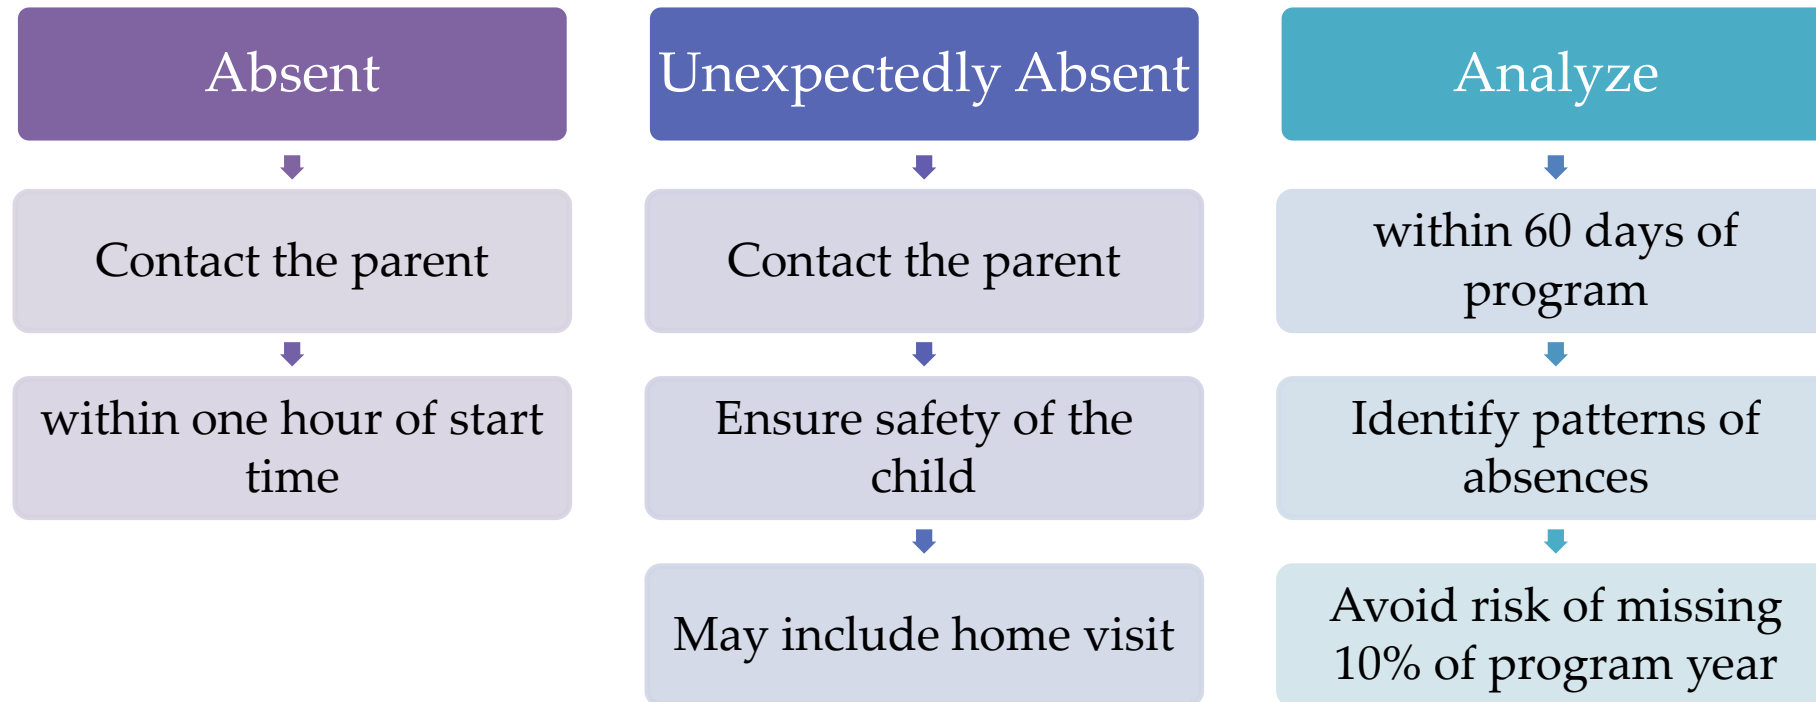 Absent
Contact the parent
within one hour of start
time
Unexpectedly Absent
Contact the parent
Ensure safety of the
child
May include home visit
Analyze
within 60 days of
program
Identify patterns of
absences
Avoid risk of missing
10% of program year